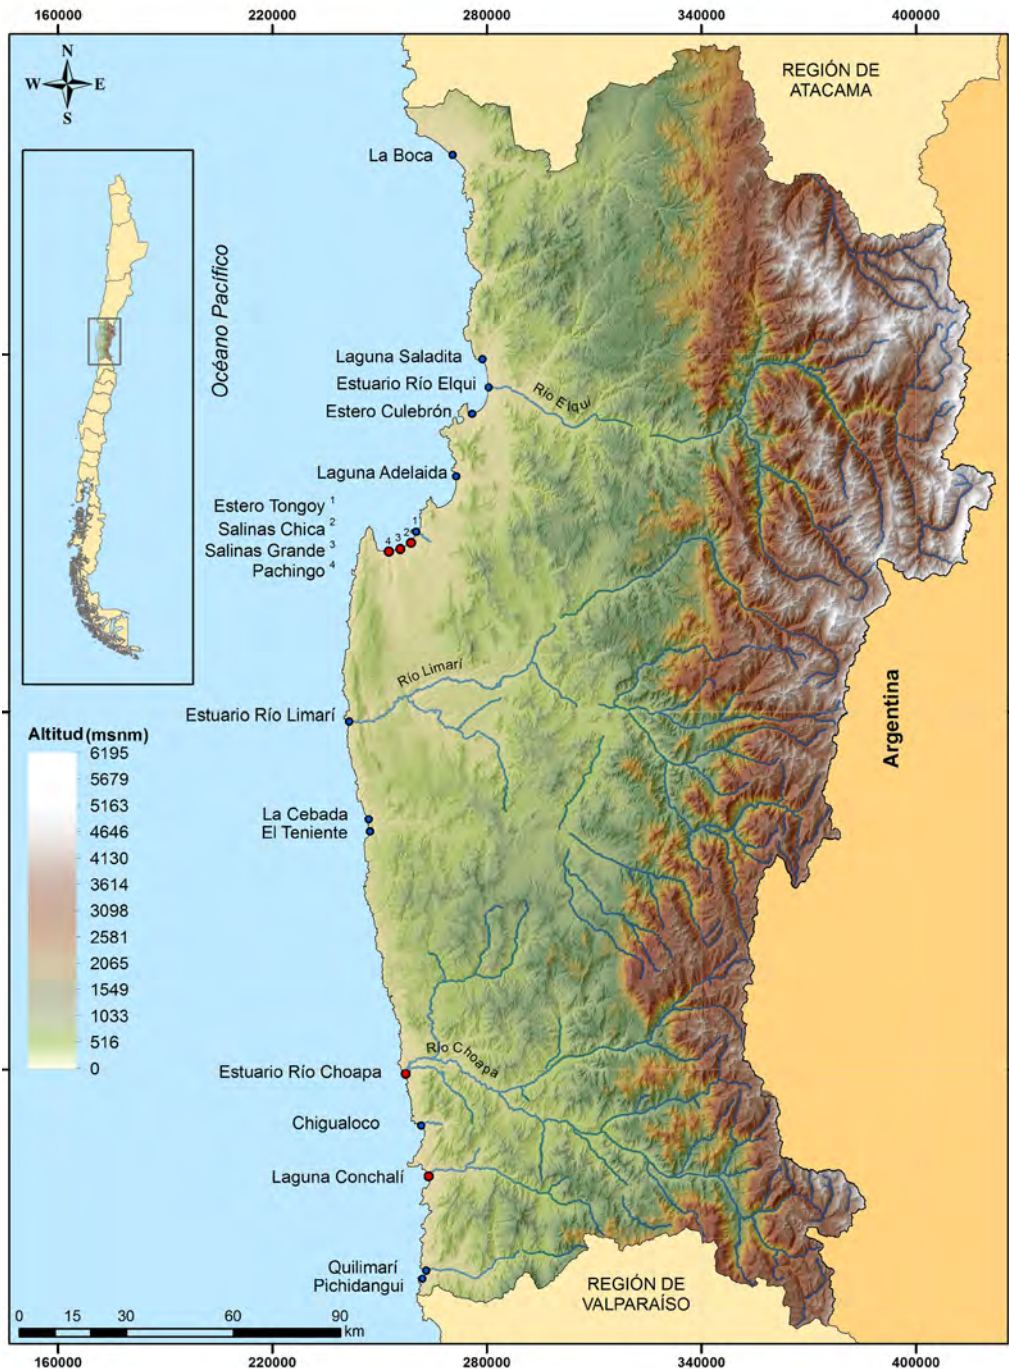 160000
220000
280000
340000
400000
N
W
E
S
REGIÓN DE
ATACAMA
La Boca
Océano Pacífico
Laguna Saladita
Estuario Río Elqui
Río Elqui
Estero Culebrón
Laguna Adelaida
Estero Tongoy 1
Salinas Chica 2
Salinas Grande 3
Pachingo 4
4
3
2
1
Río Limarí
Estuario Río Limarí
Argentina
Altitud (msnm)
6195
5679
5163
4646
4130
3614
3098
2581
2065
1549
1033
516
0
La Cebada
El Teniente
Río Choapa
Estuario Río Choapa
Chigualoco
Laguna Conchalí
Quilimarí
Pichidangui
REGIÓN DE
VALPARAÍSO
0
15
30
60
90
km
160000
220000
280000
340000
400000